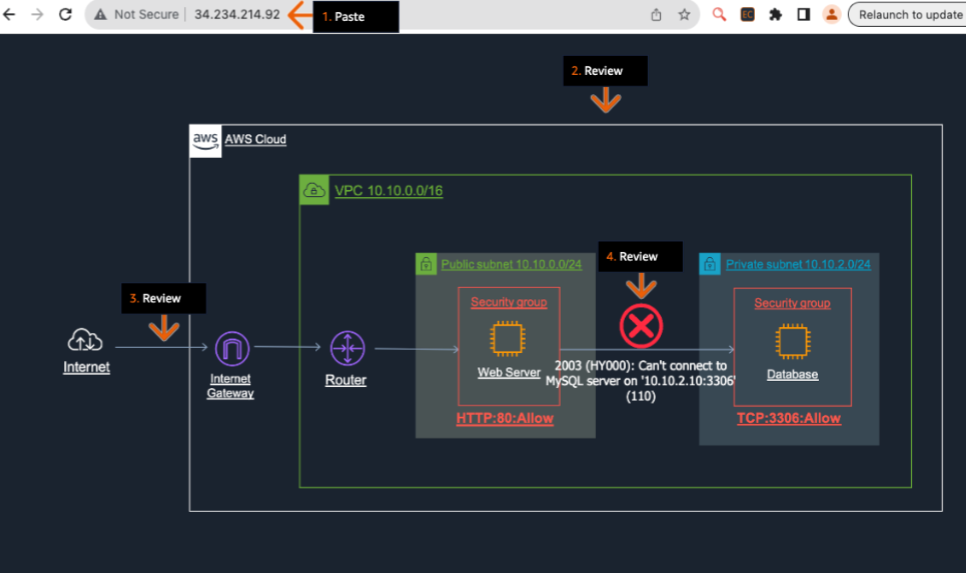 Not Secure
34.234.214.92
1. Paste
EC
Relaunch to update
2. Review
aws
AWS Cloud
VPC 10.10.0.0/16
Public subnet 10.10.0.0/24
4. Review
Private subnet 10.10.2.0/24
3. Review
Security group
Security group
Internet
Internet
Gateway
Router
Web Server
2003 (HY000): Can't connect to
MySQL server on '10.10.2.10:3306'
(110)
Database
HTTP:80:Allow
TCP:3306:Allow